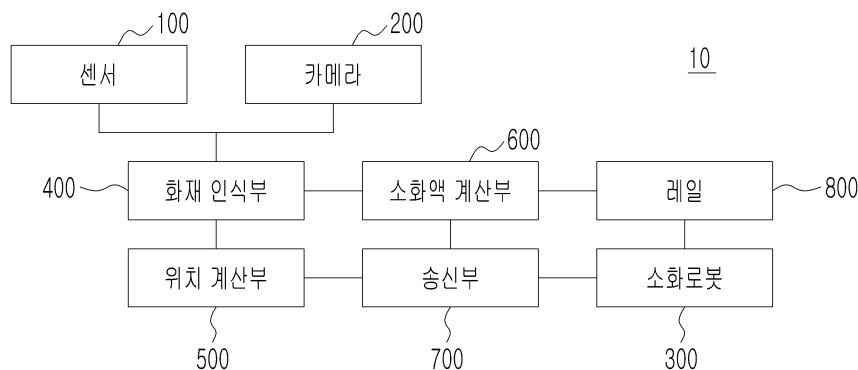 100
200
센서
카메라
10
600
400
화재 인식부
소화액 계산부
레일
800
위치 계산부
송신부
소화로봇
500
700
300